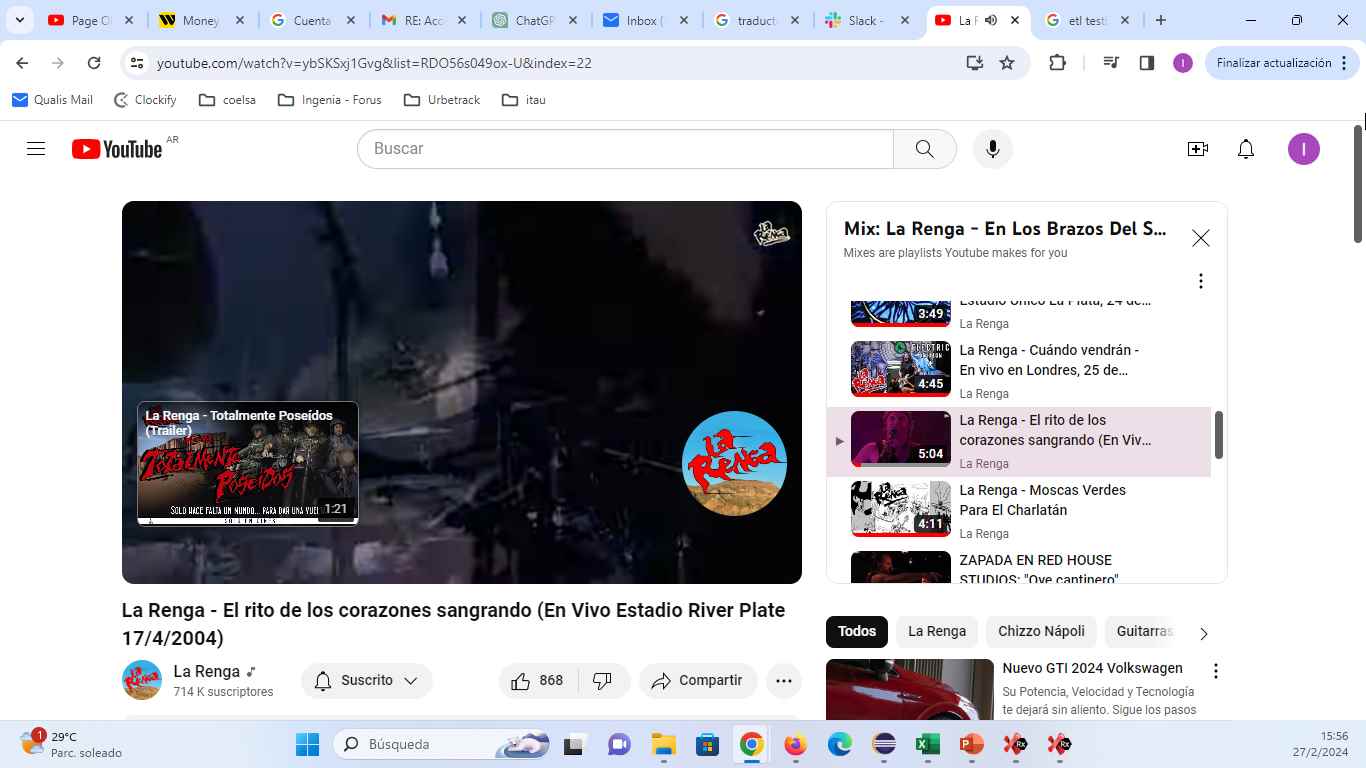 Page O
Money
Cuenta
RE: Acc
ChatGP
Inbox (
traduct
Slack -
La R
etl testi
youtube.com/watch?v=ybSKSxj1Gvg&list=RDO56s049ox-U&index=22
I
Finalizar actualización
Qualis Mail
Clockify
coelsa
Ingenia - Forus
Urbetrack
itau
YouTube
AR
Buscar
I
LA RENGA
La Renga - Totalmente Poseídos
(Trailer)
TOTALMENTE
POSEIDOS
SOLO HACE FALTA UN MUNDO... PARA DAR UNA VUEL
1:21
SOLO EN CINES
LA RENGA
Mix: La Renga - En Los Brazos Del S...
Mixes are playlists Youtube makes for you
Estadio Único La Plata, 24 de...
3:49
La Renga
La Renga - Cuándo vendrán -
En vivo en Londres, 25 de...
4:45
La Renga
La Renga - El rito de los
corazones sangrando (En Viv...
5:04
La Renga
La Renga - Moscas Verdes
Para El Charlatán
4:11
La Renga
ZAPADA EN RED HOUSE
STUDIOS: "Oye cantinero"
La Renga - El rito de los corazones sangrando (En Vivo Estadio River Plate
17/4/2004)
La Renga
714 K suscriptores
Suscrito
868
Compartir
Todos
La Renga
Chizzo Nápoli
Guitarras
Nuevo GTI 2024 Volkswagen
Su Potencia, Velocidad y Tecnología
te dejará sin aliento. Sigue los pasos
1
29°C
Parc. soleado
Búsqueda
15:56
27/2/2024